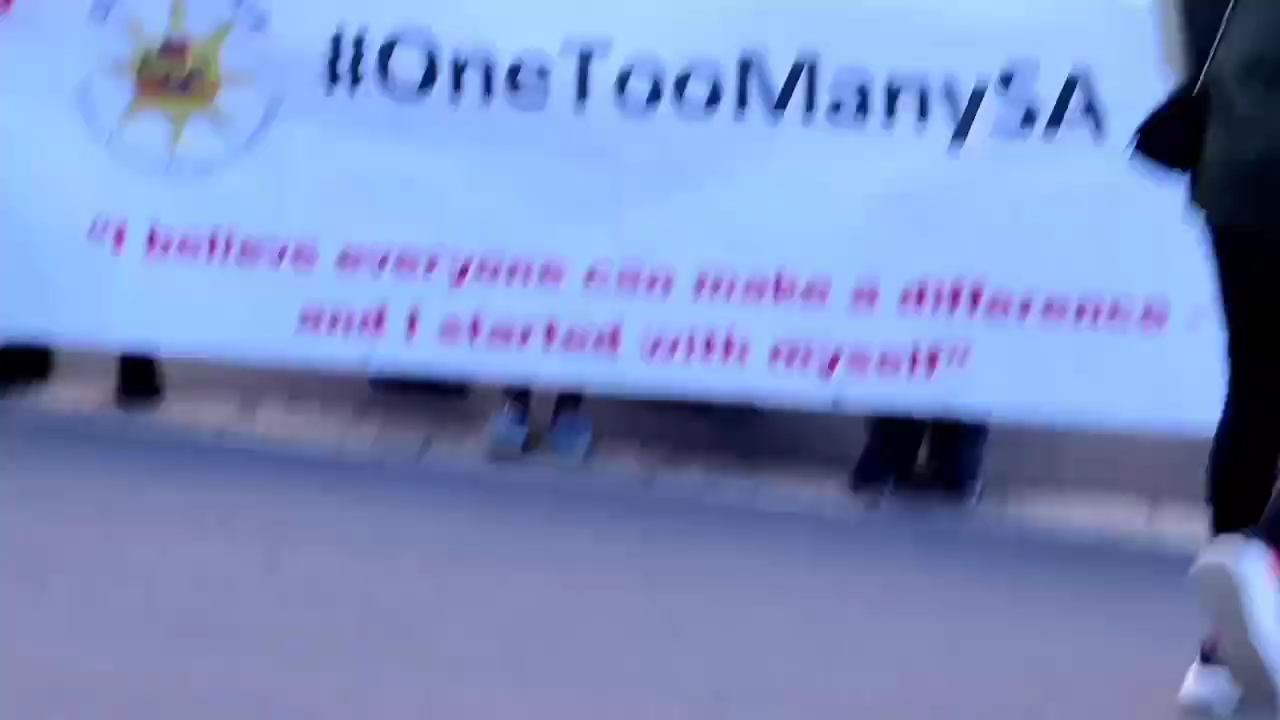 #OneTooManySA
"I believe everyone can make a difference -
and I started with myself"